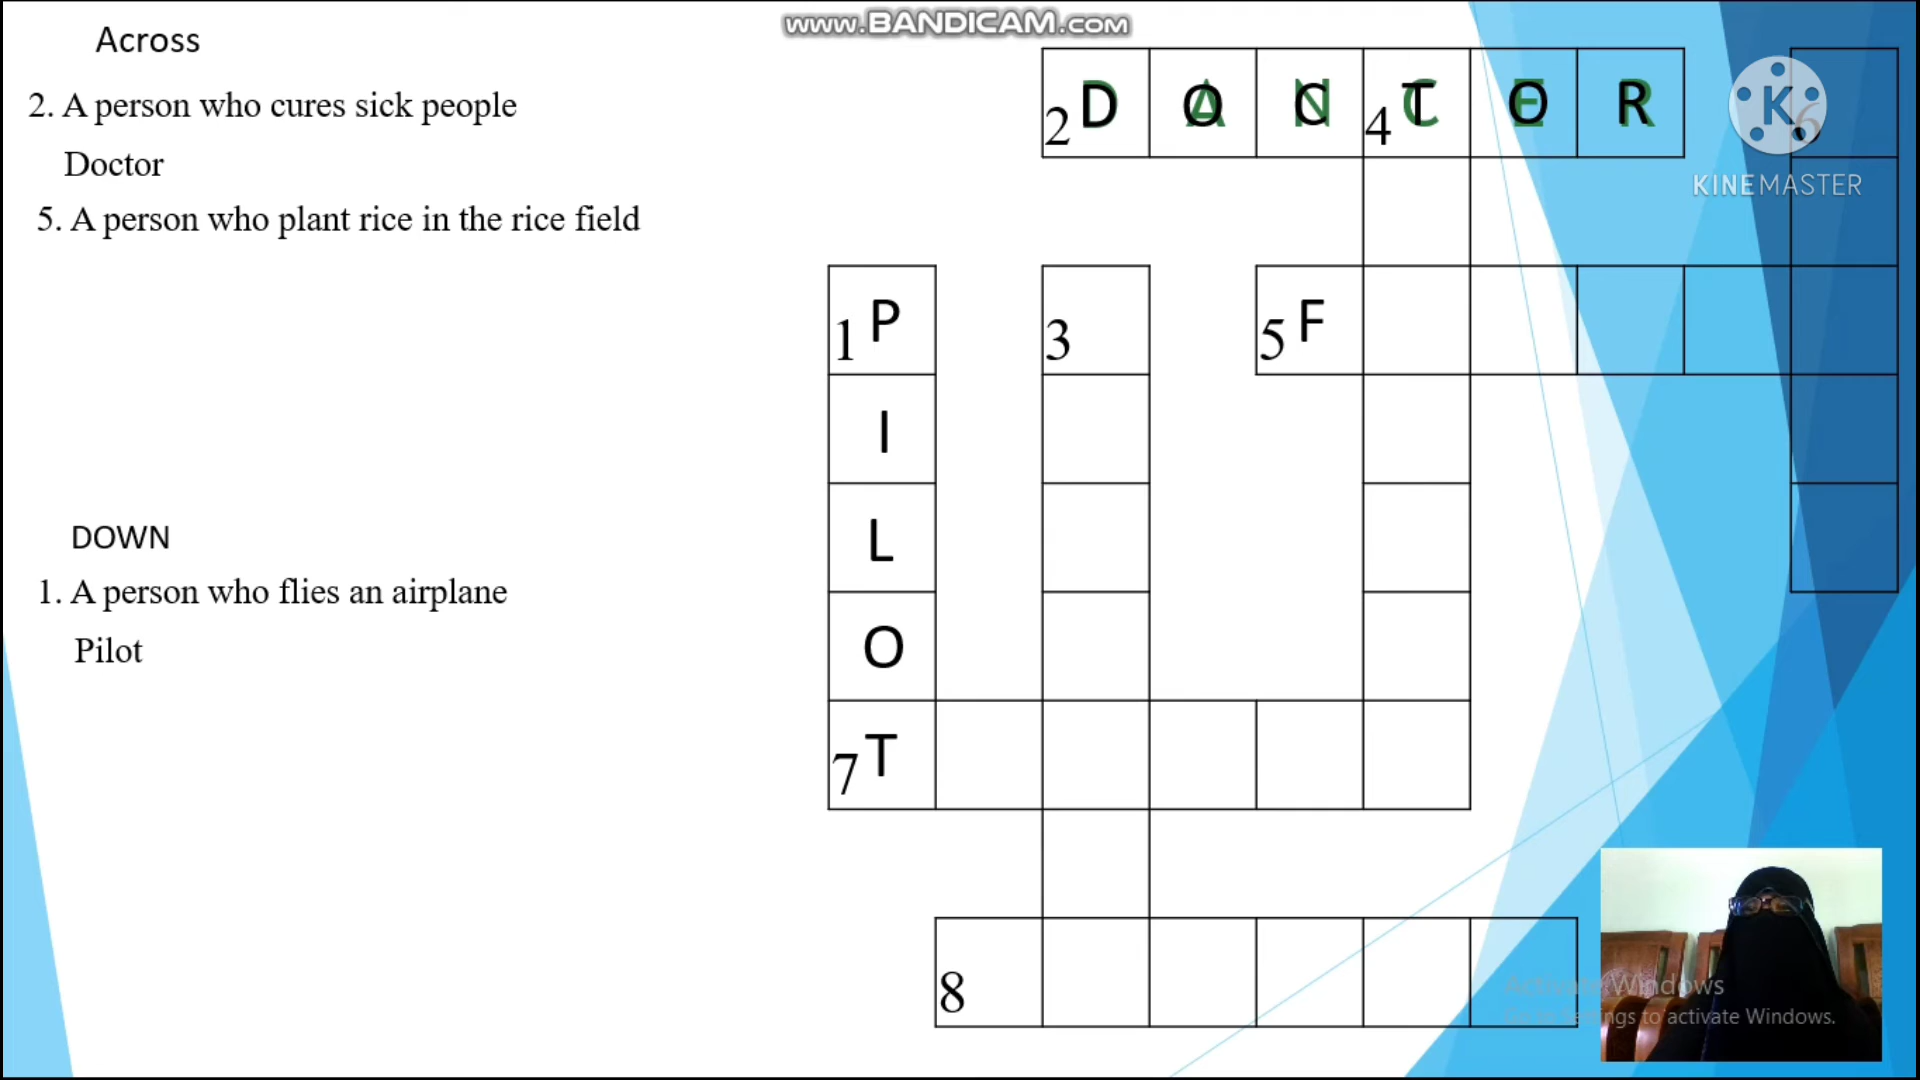 www.BANDICAM.com
Across
2. A person who cures sick people
Doctor
5. A person who plant rice in the rice field
DOWN
1. A person who flies an airplane
Pilot
2 D O C 4 T O R 6
D A N C E R
K
KINEMASTER
1 P 3 5 F
I
L
O
7 T
8
Activate Windows
Go to Settings to activate Windows.